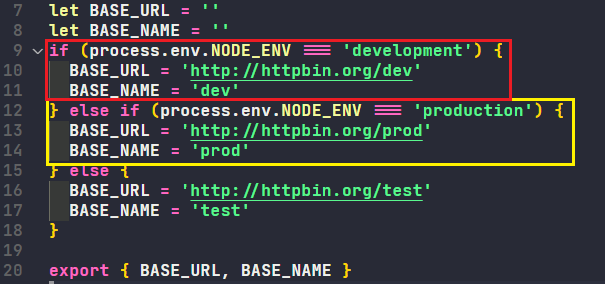 7 let BASE_URL = ''
8 let BASE_NAME = ''
9 if (process.env.NODE_ENV === 'development') {
10 BASE_URL = 'http://httpbin.org/dev'
11 BASE_NAME = 'dev'
12 } else if (process.env.NODE_ENV === 'production') {
13 BASE_URL = 'http://httpbin.org/prod'
14 BASE_NAME = 'prod'
15 } else {
16 BASE_URL = 'http://httpbin.org/test'
17 BASE_NAME = 'test'
18 }
19
20 export { BASE_URL, BASE_NAME }